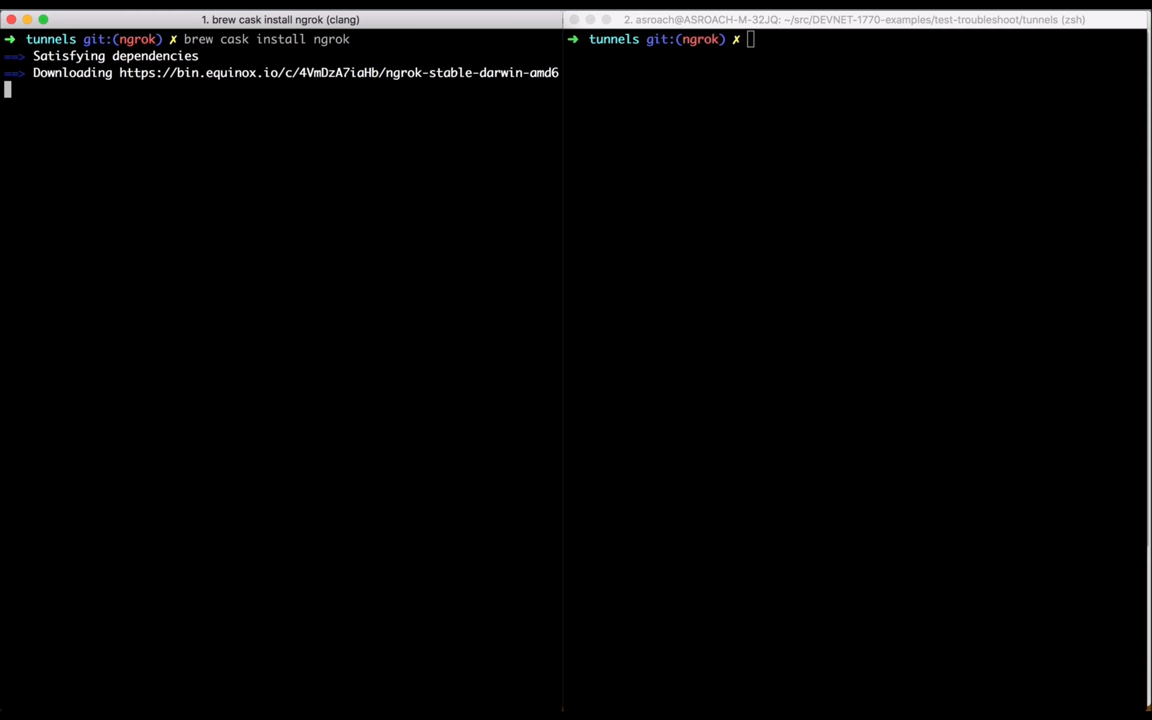 1. brew cask install ngrok (clang)
➜ tunnels git:(ngrok) ✗ brew cask install ngrok
==> Satisfying dependencies
==> Downloading https://bin.equinox.io/c/4VmDzA7iaHb/ngrok-stable-darwin-amd6
2. asroach@ASROACH-M-32JQ: ~/src/DEVNET-1770-examples/test-troubleshoot/tunnels (zsh)
➜ tunnels git:(ngrok) ✗